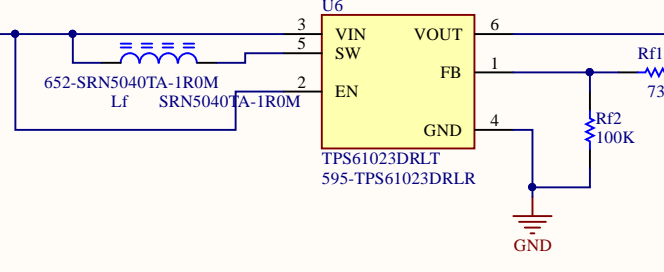 U6
3 VIN VOUT 6
5 SW
Rf1
FB 1
652-SRN5040TA-1R0M
2 EN
73
Lf SRN5040TA-1R0M
Rf2
GND 4
100K
TPS61023DRLT
595-TPS61023DRLR
GND